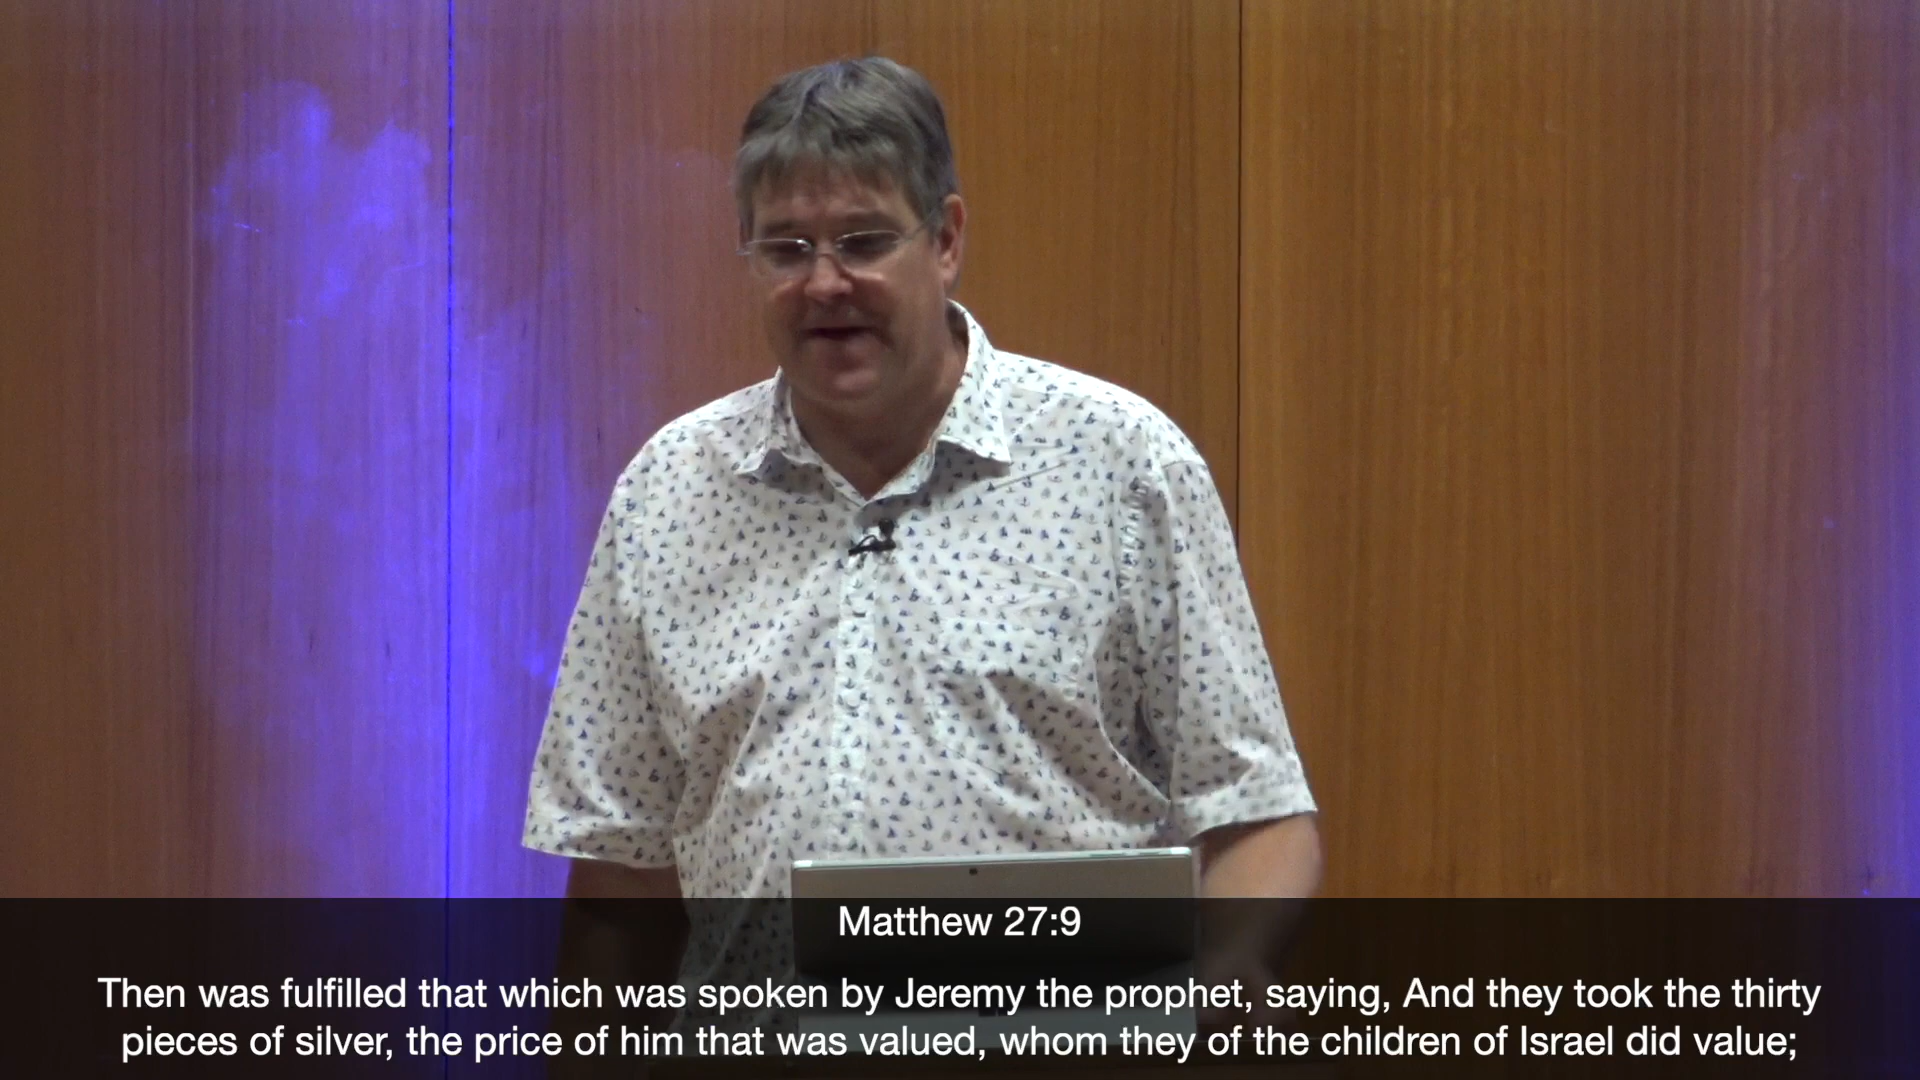 Matthew 27:9
Then was fulfilled that which was spoken by Jeremy the prophet, saying, And they took the thirty
pieces of silver, the price of him that was valued, whom they of the children of Israel did value;